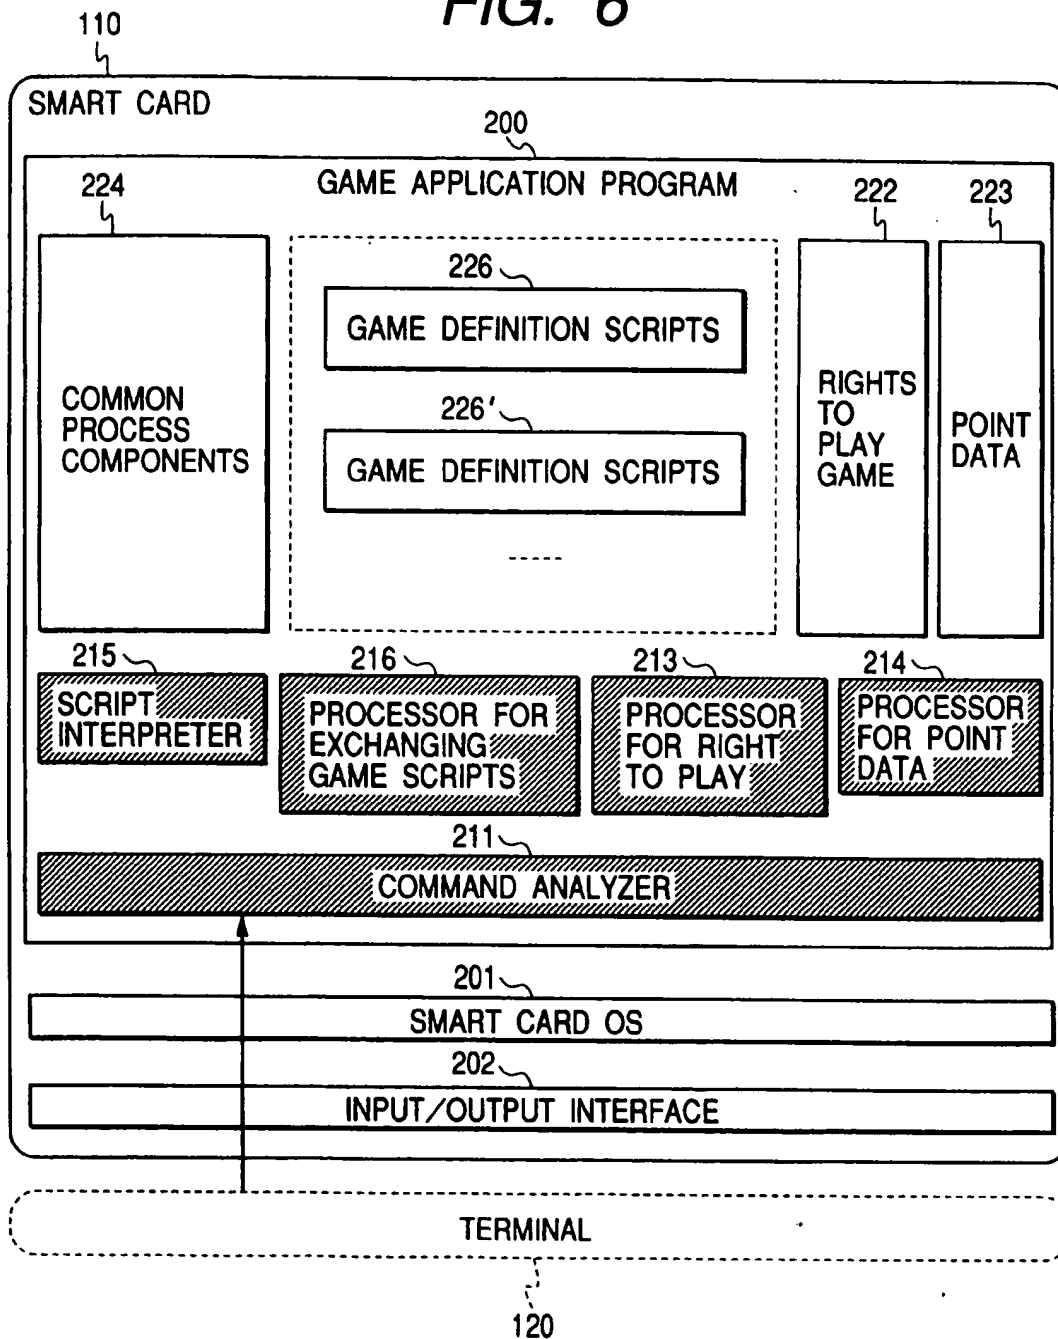 FIG. 6
110
SMART CARD
200
GAME APPLICATION PROGRAM
224
222
223
226
GAME DEFINITION SCRIPTS
226'
GAME DEFINITION SCRIPTS
COMMON
PROCESS
COMPONENTS
RIGHTS
TO
PLAY
GAME
POINT
DATA
215
SCRIPT
INTERPRETER
216
PROCESSOR FOR
EXCHANGING
GAME SCRIPTS
213
PROCESSOR
FOR RIGHT
TO PLAY
214
PROCESSOR
FOR POINT
DATA
211
COMMAND ANALYZER
201
SMART CARD OS
202
INPUT/OUTPUT INTERFACE
TERMINAL
120